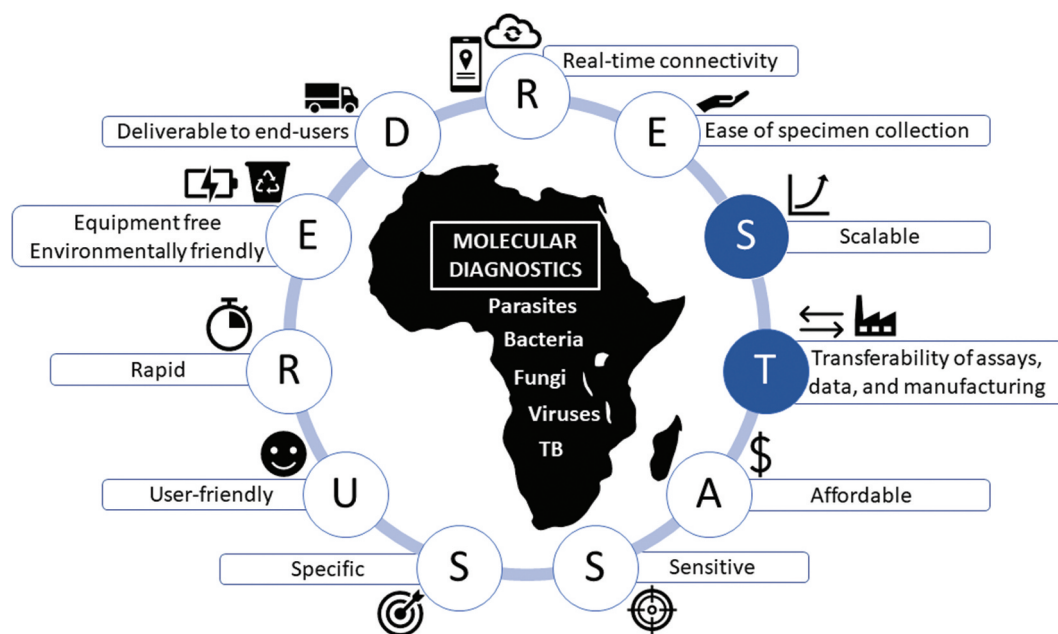 R
Real-time connectivity
E
Ease of specimen collection
S
Scalable
T
Transferability of assays,
data, and manufacturing
$
A
Affordable
S
Sensitive
S
Specific
U
User-friendly
R
Rapid
E
Equipment free
Environmentally friendly
D
Deliverable to end-users
MOLECULAR
DIAGNOSTICS
Parasites
Bacteria
Fungi
Viruses
TB